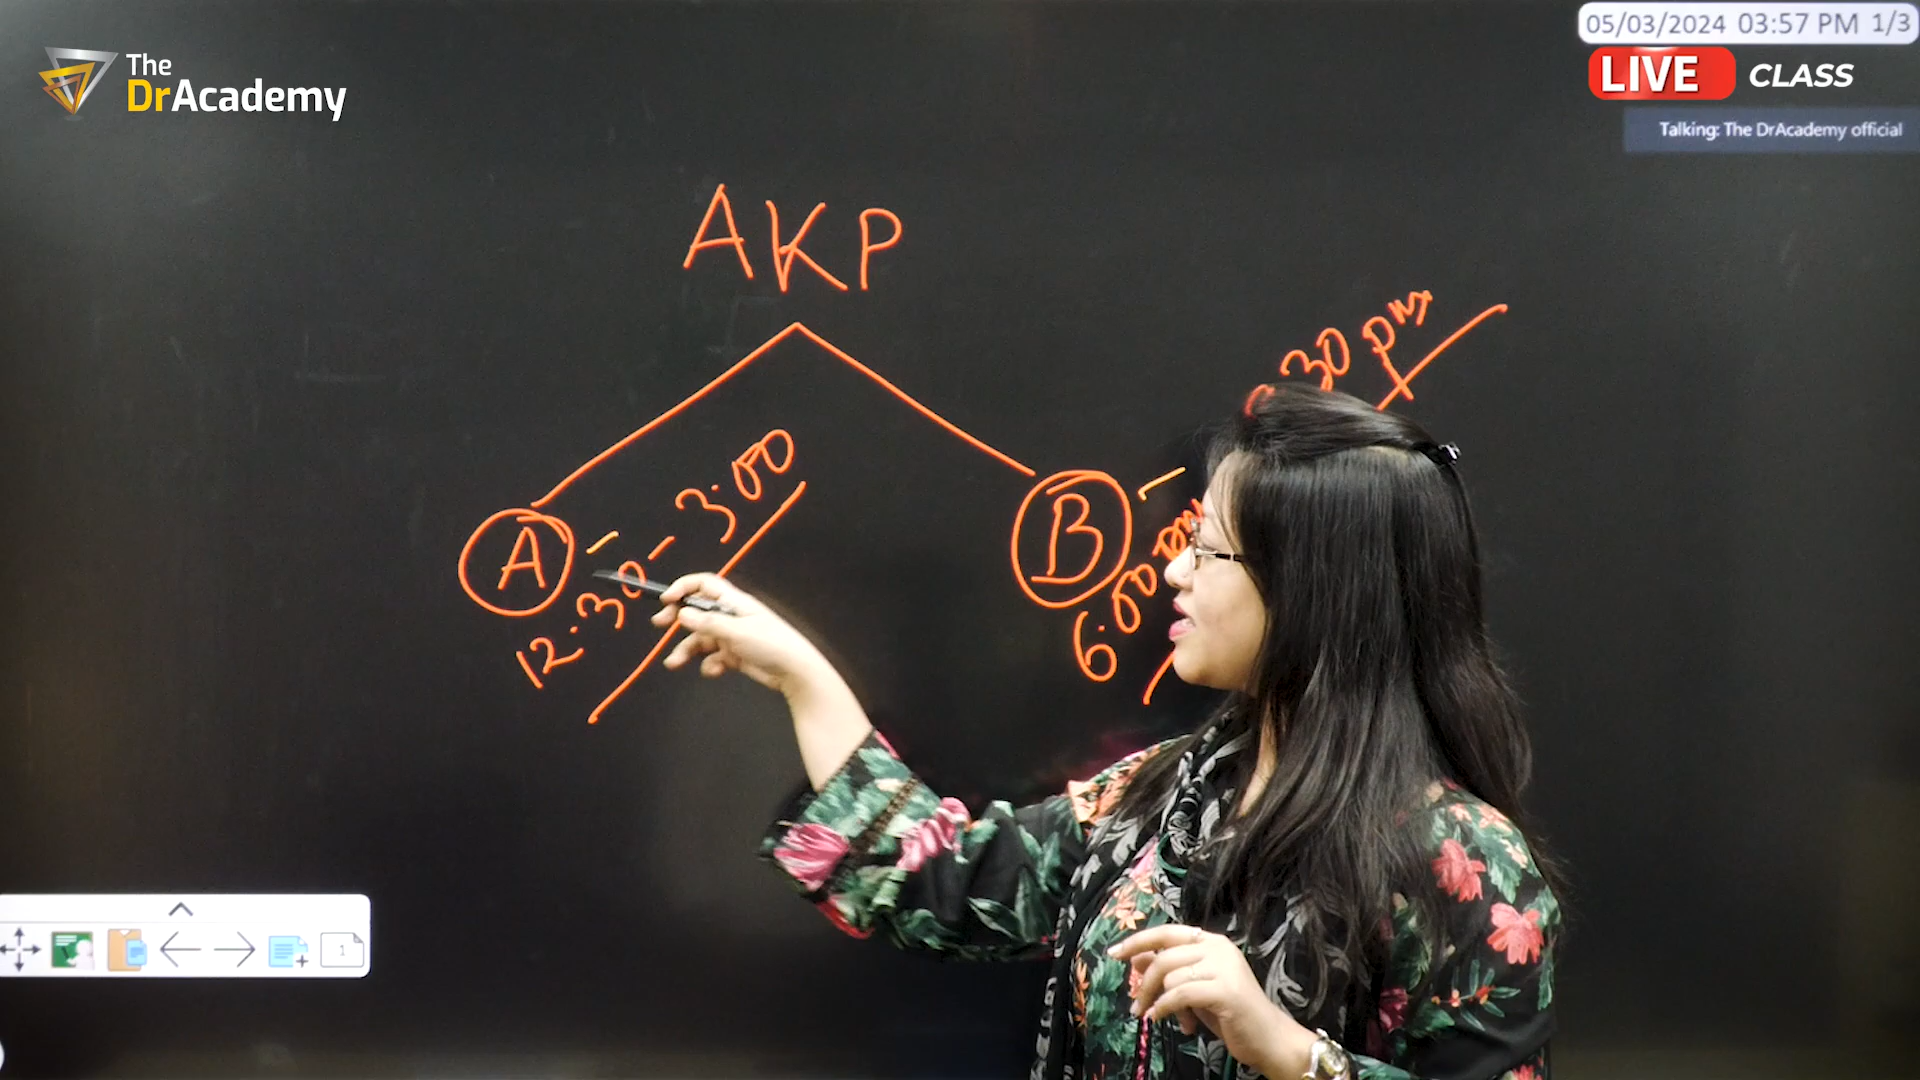 The
DrAcademy
05/03/2024 03:57 PM 1/3
LIVE CLASS
Talking: The DrAcademy official
AKP
A - 12:30 - 3:00
B - 6:00 pm
30 pm
1